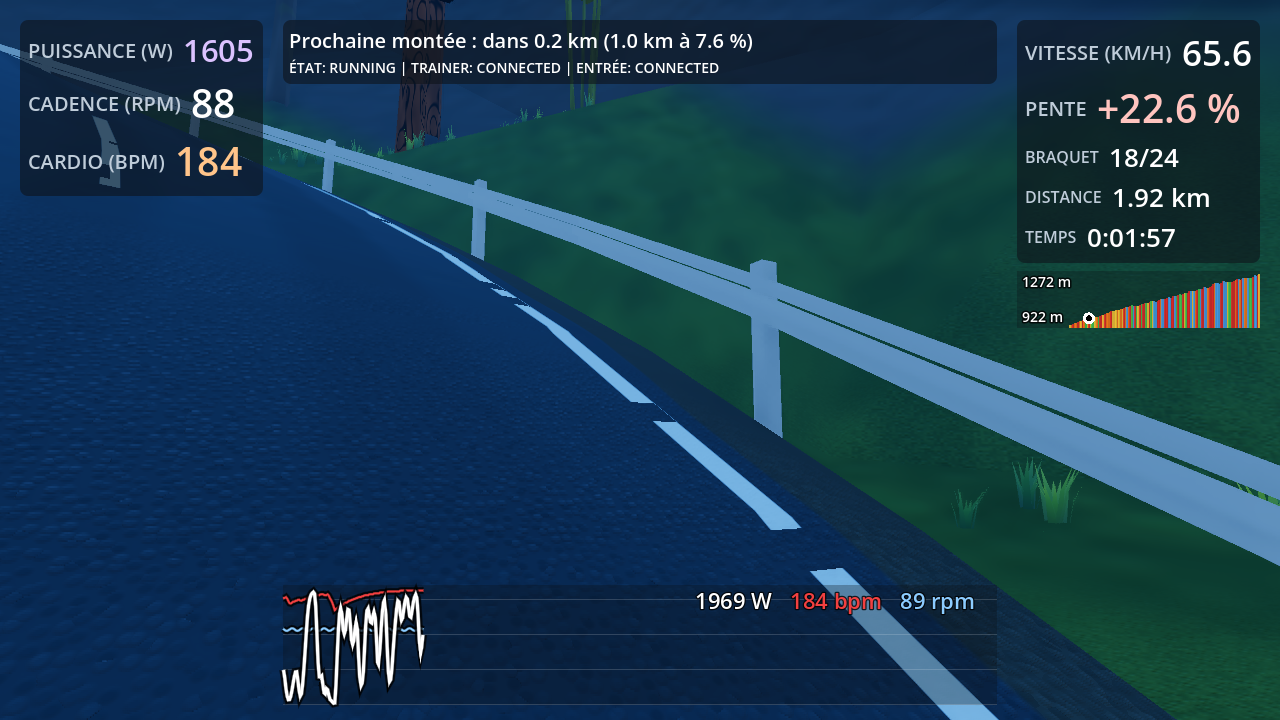 PUISSANCE (W) 1605
CADENCE (RPM) 88
CARDIO (BPM) 184
Prochaine montée : dans 0.2 km (1.0 km à 7.6 %)
ÉTAT: RUNNING | TRAINER: CONNECTED | ENTRÉE: CONNECTED
VITESSE (KM/H) 65.6
PENTE +22.6 %
BRAQUET 18/24
DISTANCE 1.92 km
TEMPS 0:01:57
1272 m
922 m
1969 W 184 bpm 89 rpm